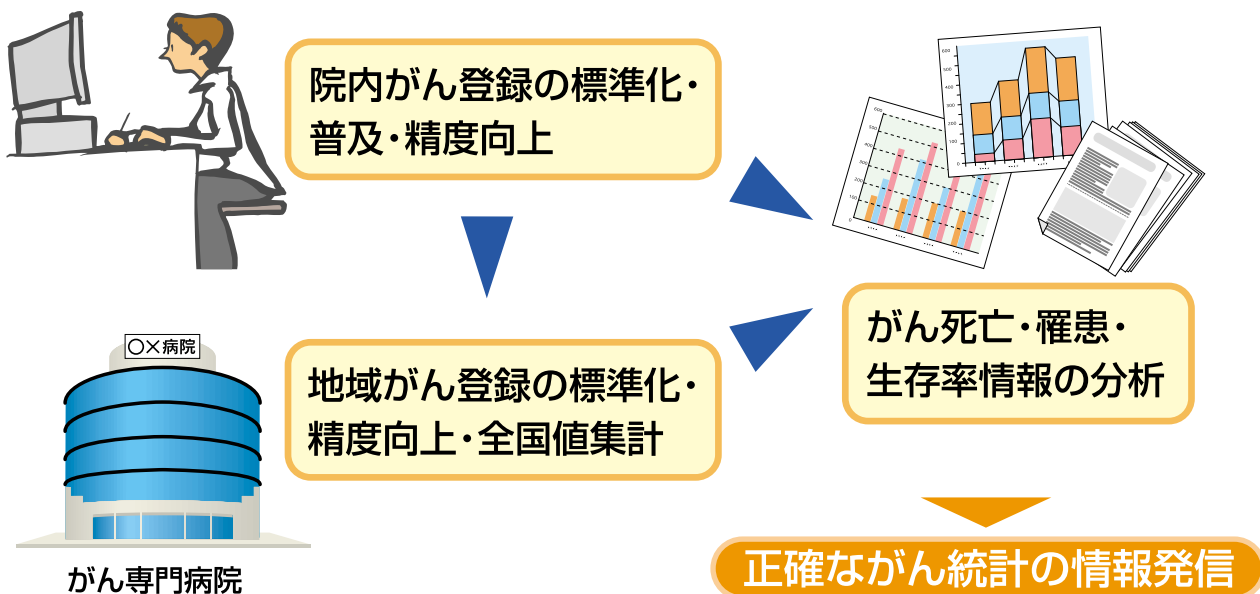 院内がん登録の標準化・
普及・精度向上
地域がん登録の標準化・
精度向上・全国値集計
〇×病院
がん専門病院
がん死亡・罹患・
生存率情報の分析
正確ながん統計の情報発信